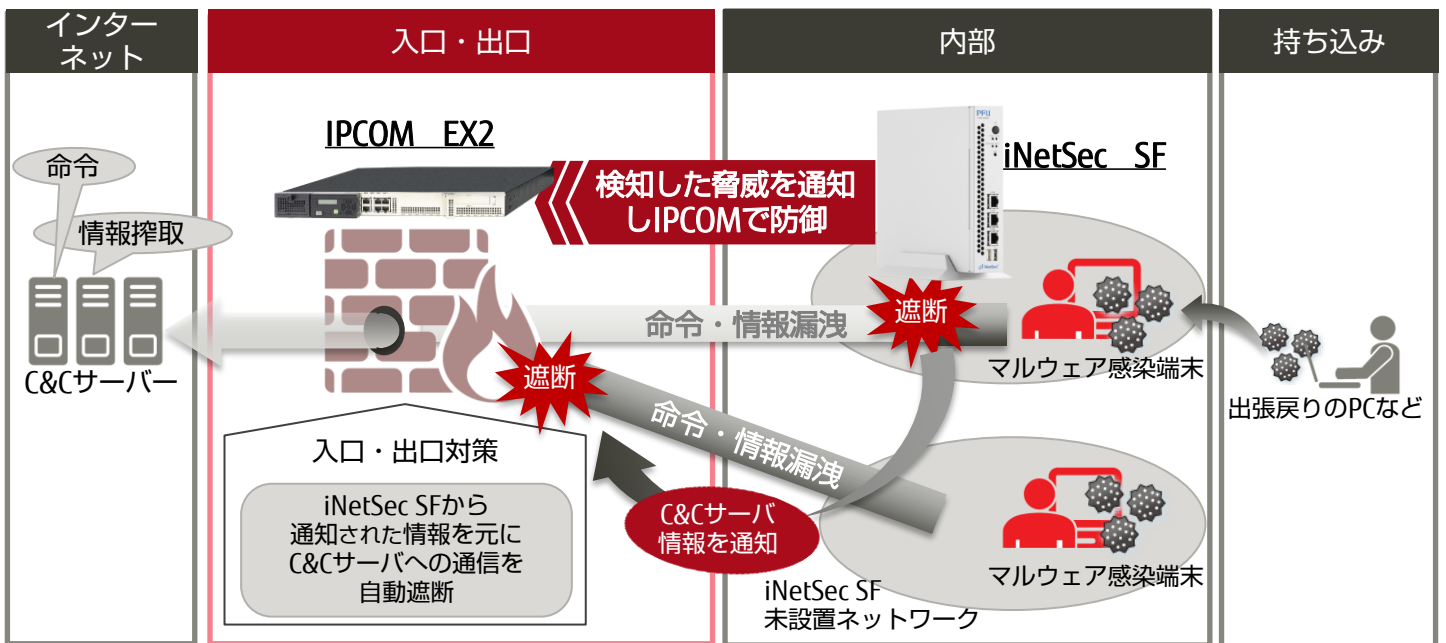 インター
ネット
入口・出口
内部
持ち込み
IPCOM　EX2
iNetSec　SF
PFU
命令
情報搾取
検知した脅威を通知
しIPCOMで防御
命令・情報漏洩
遮断
C&Cサーバー
マルウェア感染端末
遮断
出張戻りのPCなど
命令・情報漏洩
入口・出口対策
iNetSec SFから
通知された情報を元に
C&Cサーバへの通信を
自動遮断
C&Cサーバ
情報を通知
マルウェア感染端末
iNetSec SF
未設置ネットワーク